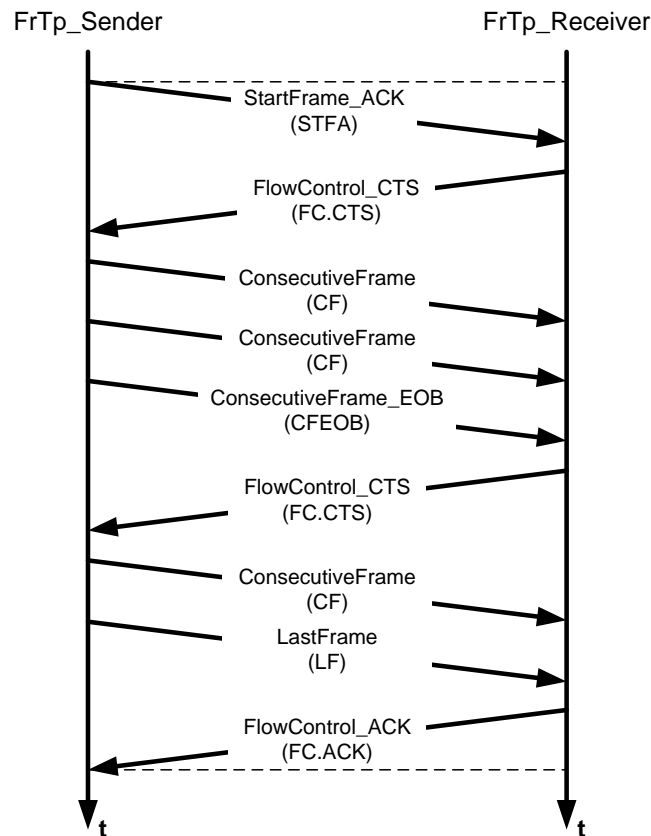 FrTp_Sender
FrTp_Receiver
StartFrame_ACK
(STFA)
FlowControl_CTS
(FC.CTS)
ConsecutiveFrame
(CF)
ConsecutiveFrame
(CF)
ConsecutiveFrame_EOB
(CFEOB)
FlowControl_CTS
(FC.CTS)
ConsecutiveFrame
(CF)
LastFrame
(LF)
FlowControl_ACK
(FC.ACK)
t
t